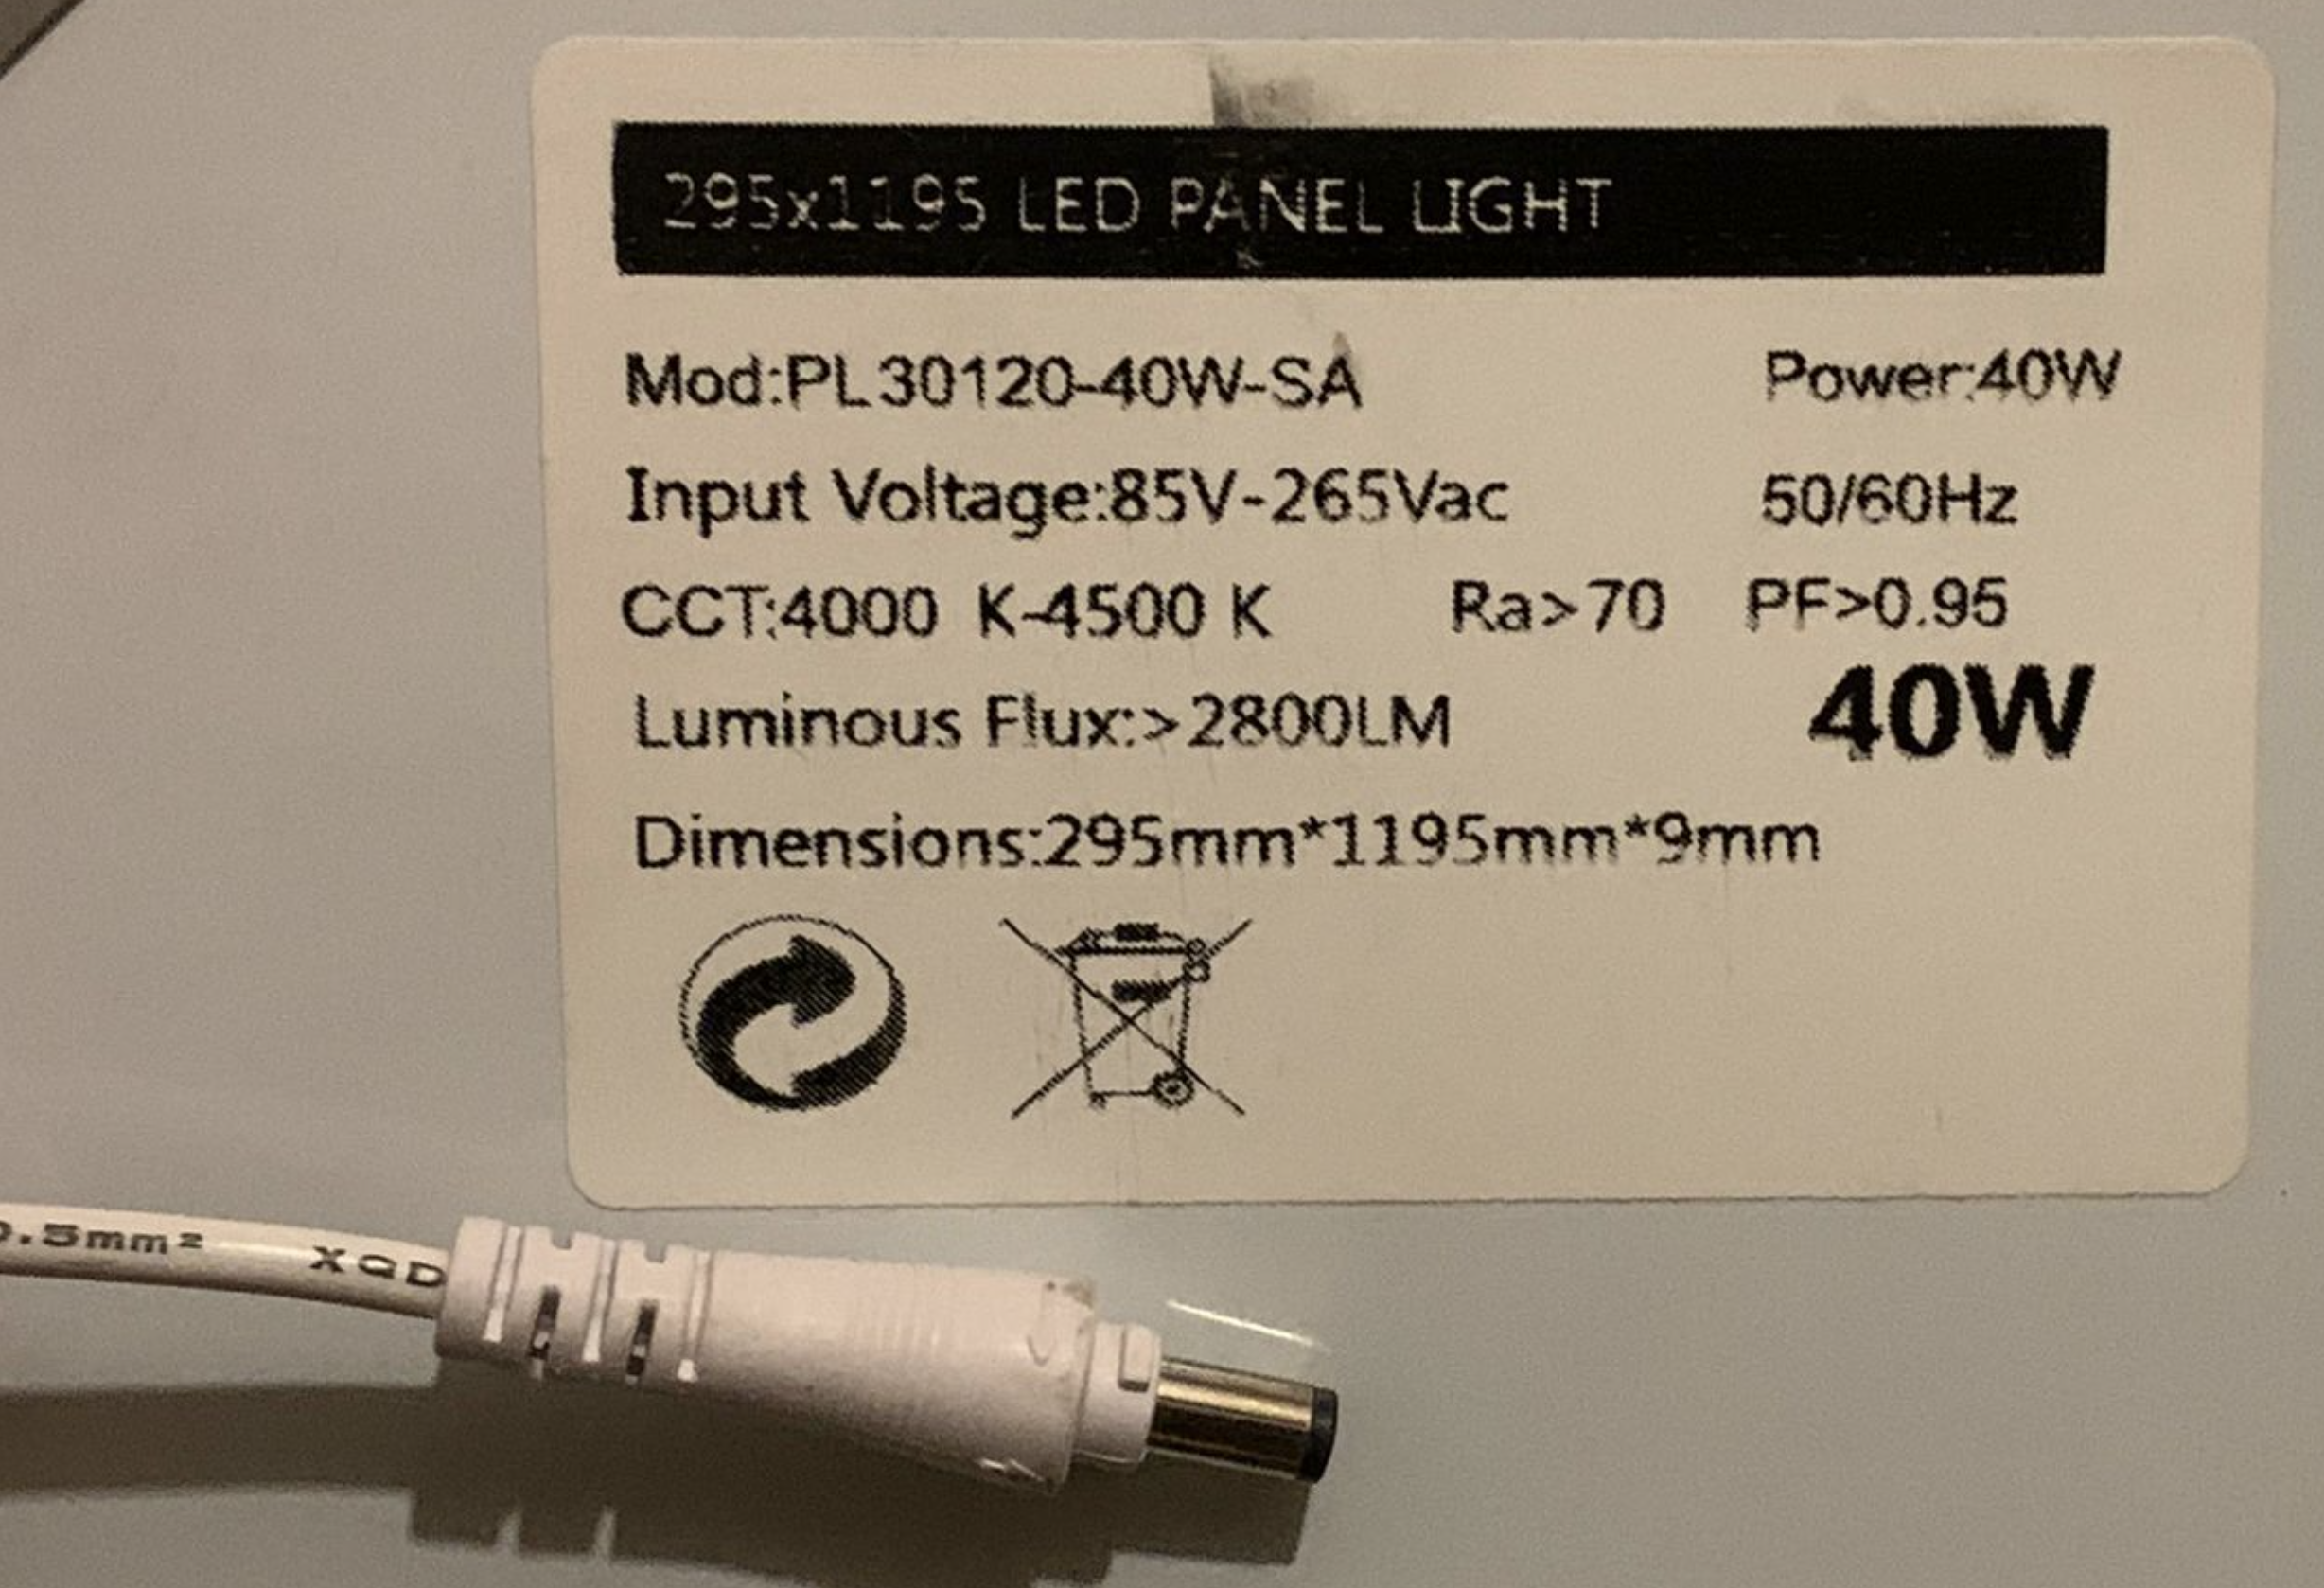 295x1195 LED PANEL LIGHT
Mod:PL30120-40W-SA Power:40W
Input Voltage:85V-265Vac 50/60Hz
CCT:4000 K-4500 K Ra>70 PF>0.95
Luminous Flux:>2800LM 40W
Dimensions:295mm*1195mm*9mm
.5mm² XQD